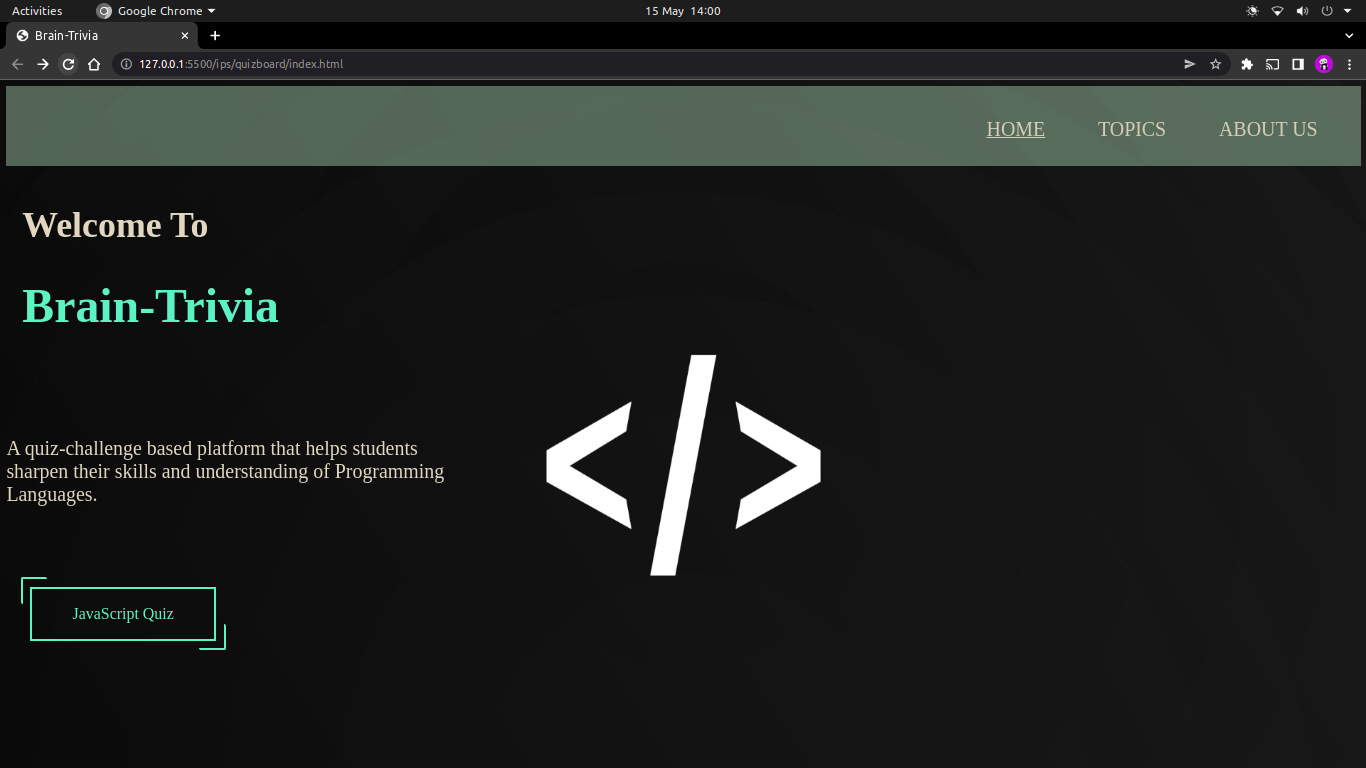 Activities Google Chrome 15 May 14:00
Brain-Trivia
127.0.0.1:5500/ips/quizboard/index.html
HOME TOPICS ABOUT US
Welcome To
Brain-Trivia
A quiz-challenge based platform that helps students
sharpen their skills and understanding of Programming
Languages.
</>
JavaScript Quiz